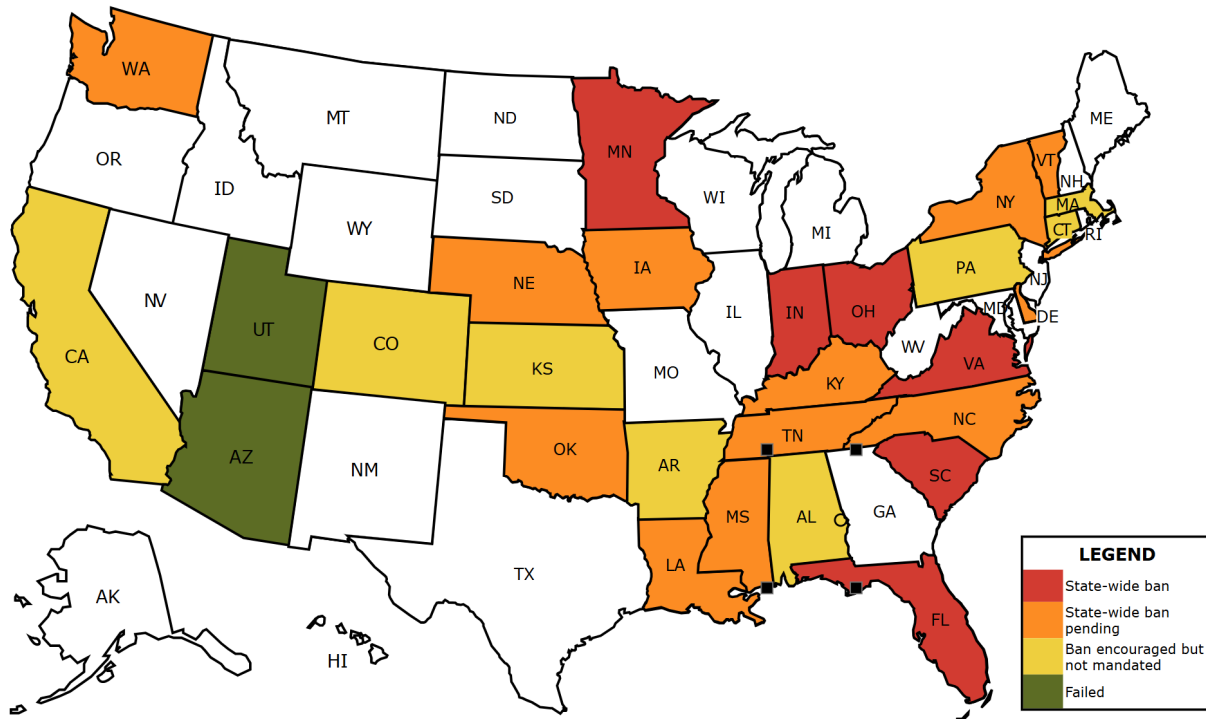 WA
MT
ND
MN
ME
OR
ID
SD
WI
VT
NH
WY
MI
NY
MA
CT
RI
NE
IA
PA
NV
UT
IL
IN
OH
NJ
MD
DE
CA
CO
KS
MO
WV
VA
KY
AZ
NM
OK
AR
TN
NC
SC
MS
AL
GA
TX
LA
AK
HI
FL
LEGEND
State-wide ban
State-wide ban
pending
Ban encouraged but
not mandated
Failed